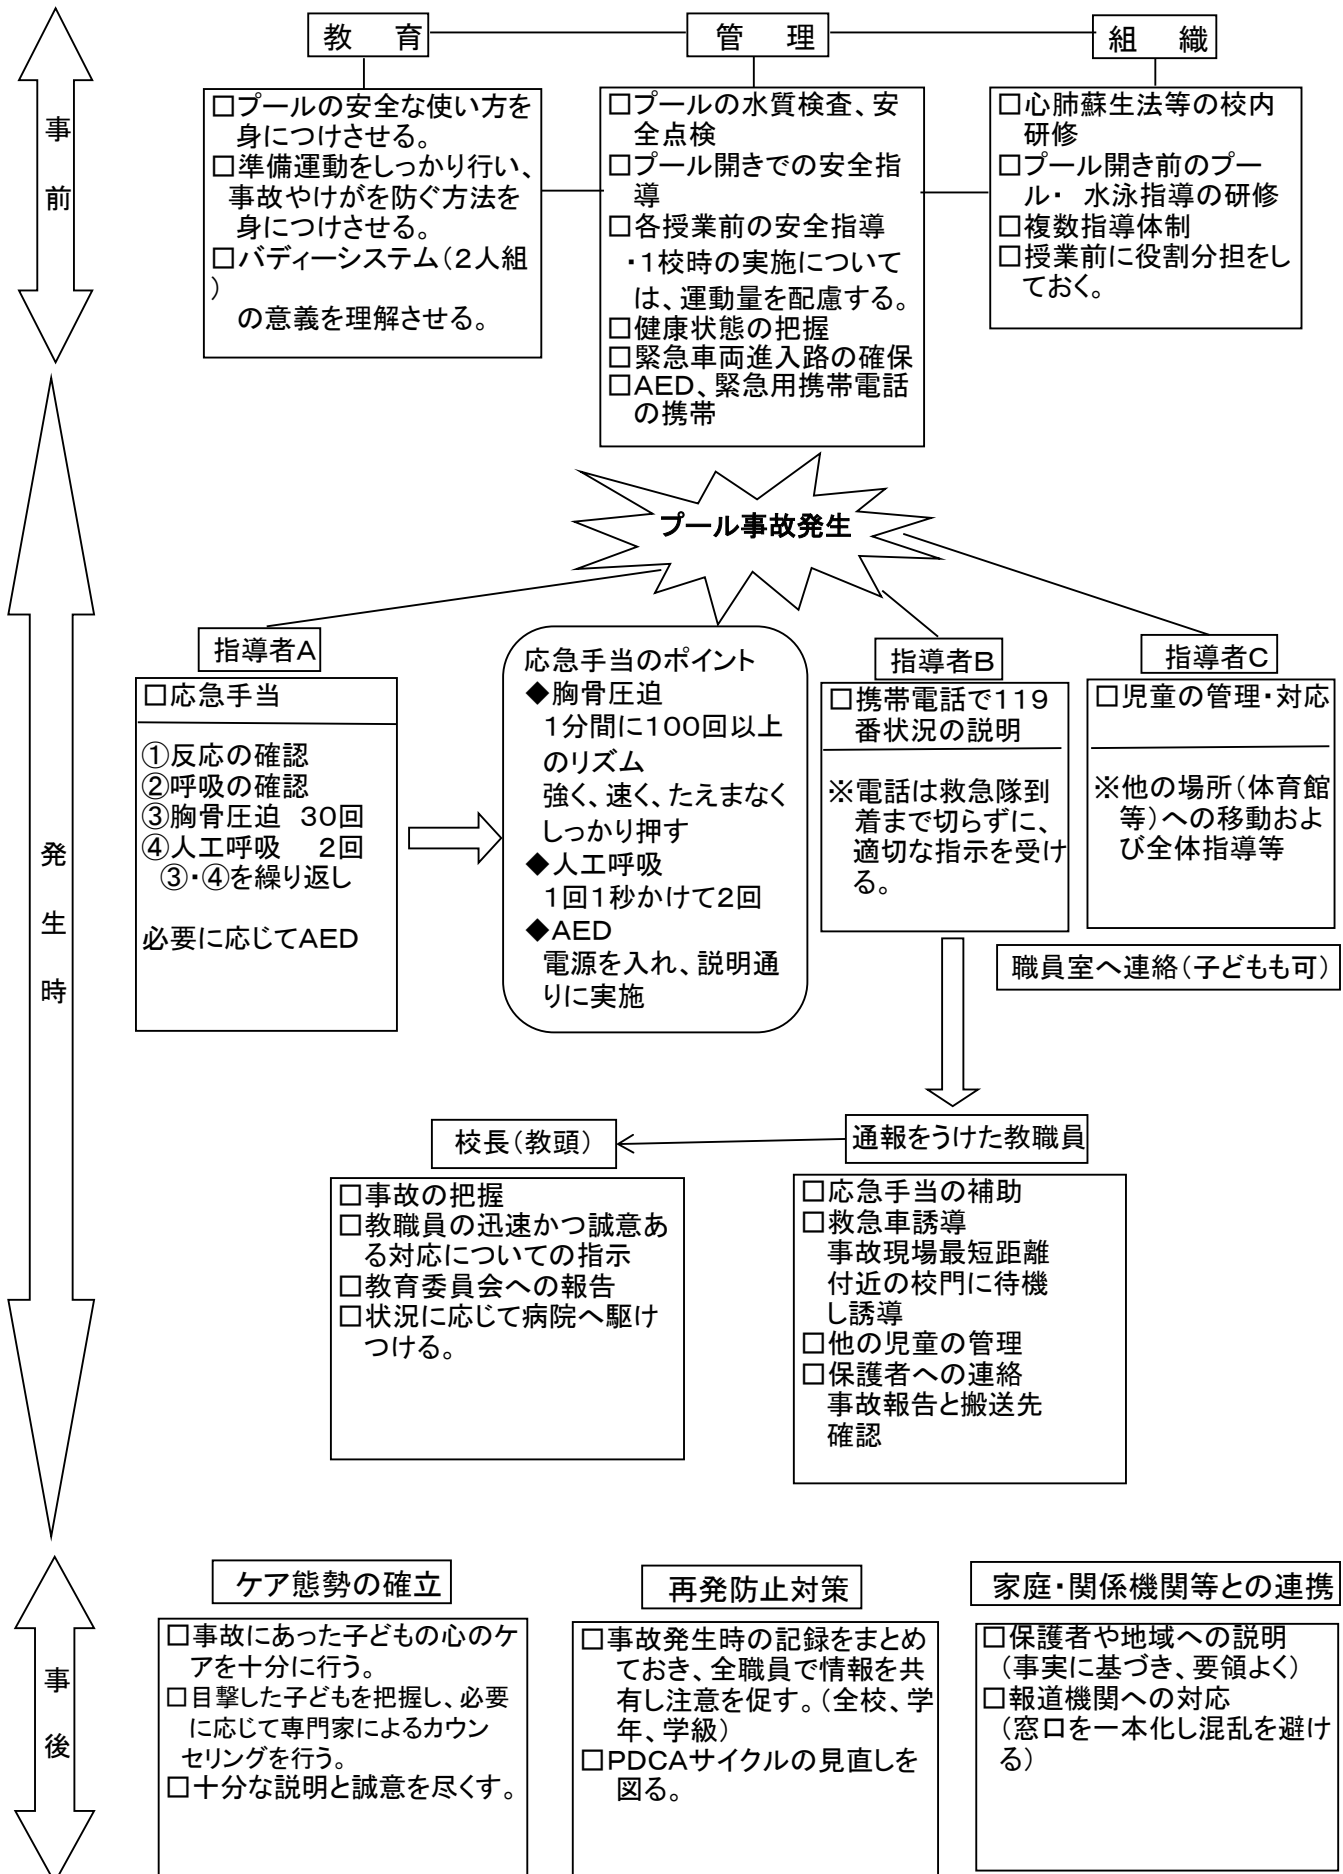 事前
教　育
管　理
組　織
□プールの安全な使い方を
身につけさせる。
□準備運動をしっかり行い、
事故やけがを防ぐ方法を
身につけさせる。
□バディーシステム（２人組
）
の意義を理解させる。
□プールの水質検査、安
全点検
□プール開きでの安全指
導
□各授業前の安全指導
・１校時の実施について
は、運動量を配慮する。
□健康状態の把握
□緊急車両進入路の確保
□ＡＥＤ、緊急用携帯電話
の携帯
□心肺蘇生法等の校内
研修
□プール開き前のプー
ル・ 水泳指導の研修
□複数指導体制
□授業前に役割分担をし
ておく。
発生時
プール事故発生
指導者Ａ
□応急手当
①反応の確認
②呼吸の確認
③胸骨圧迫　３０回
④人工呼吸　　２回
③・④を繰り返し
必要に応じてＡＥＤ
応急手当のポイント
◆胸骨圧迫
１分間に１００回以上
のリズム
強く、速く、たえまなく
しっかり押す
◆人工呼吸
１回１秒かけて２回
◆ＡＥＤ
電源を入れ、説明通
りに実施
指導者Ｂ
□携帯電話で１１９
番状況の説明
※電話は救急隊到
着まで切らずに、
適切な指示を受け
る。
指導者Ｃ
□児童の管理・対応
※他の場所（体育館
等）への移動およ
び全体指導等
職員室へ連絡（子どもも可）
校長（教頭）
□事故の把握
□教職員の迅速かつ誠意あ
る対応についての指示
□教育委員会への報告
□状況に応じて病院へ駆け
つける。
通報をうけた教職員
□応急手当の補助
□救急車誘導
事故現場最短距離
付近の校門に待機
し誘導
□他の児童の管理
□保護者への連絡
事故報告と搬送先
確認
事後
ケア態勢の確立
□事故にあった子どもの心のケ
アを十分に行う。
□目撃した子どもを把握し、必要
に応じて専門家によるカウン
セリングを行う。
□十分な説明と誠意を尽くす。
再発防止対策
□事故発生時の記録をまとめ
ておき、全職員で情報を共
有し注意を促す。（全校、学
年、学級）
□ＰＤＣＡサイクルの見直しを
図る。
家庭・関係機関等との連携
□保護者や地域への説明
（事実に基づき、要領よく）
□報道機関への対応
（窓口を一本化し混乱を避け
る）